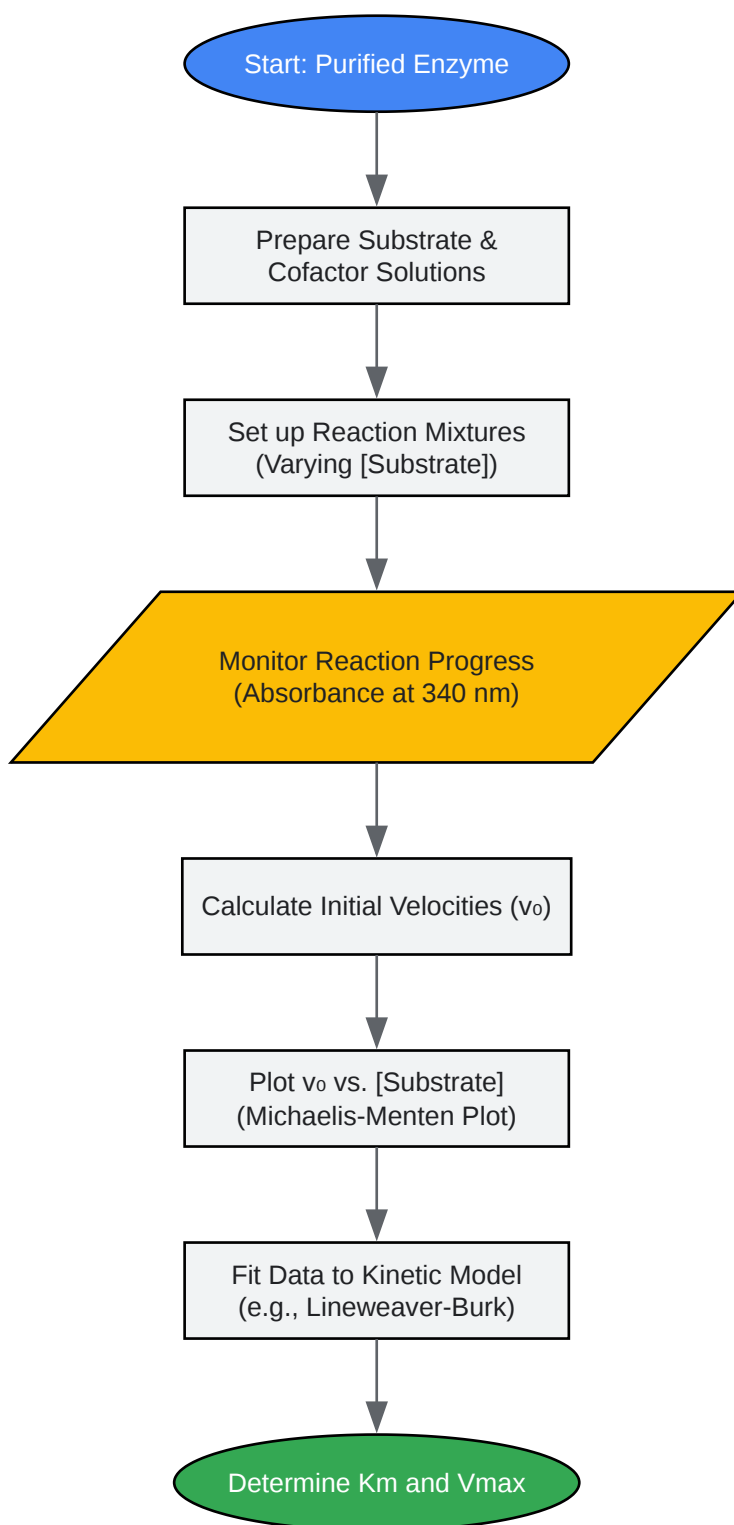 Start: Purified Enzyme
Prepare Substrate &
Cofactor Solutions
Set up Reaction Mixtures
(Varying [Substrate])
Monitor Reaction Progress
(Absorbance at 340 nm)
Calculate Initial Velocities (v₀)
Plot v₀ vs. [Substrate]
(Michaelis-Menten Plot)
Fit Data to Kinetic Model
(e.g., Lineweaver-Burk)
Determine Km and Vmax